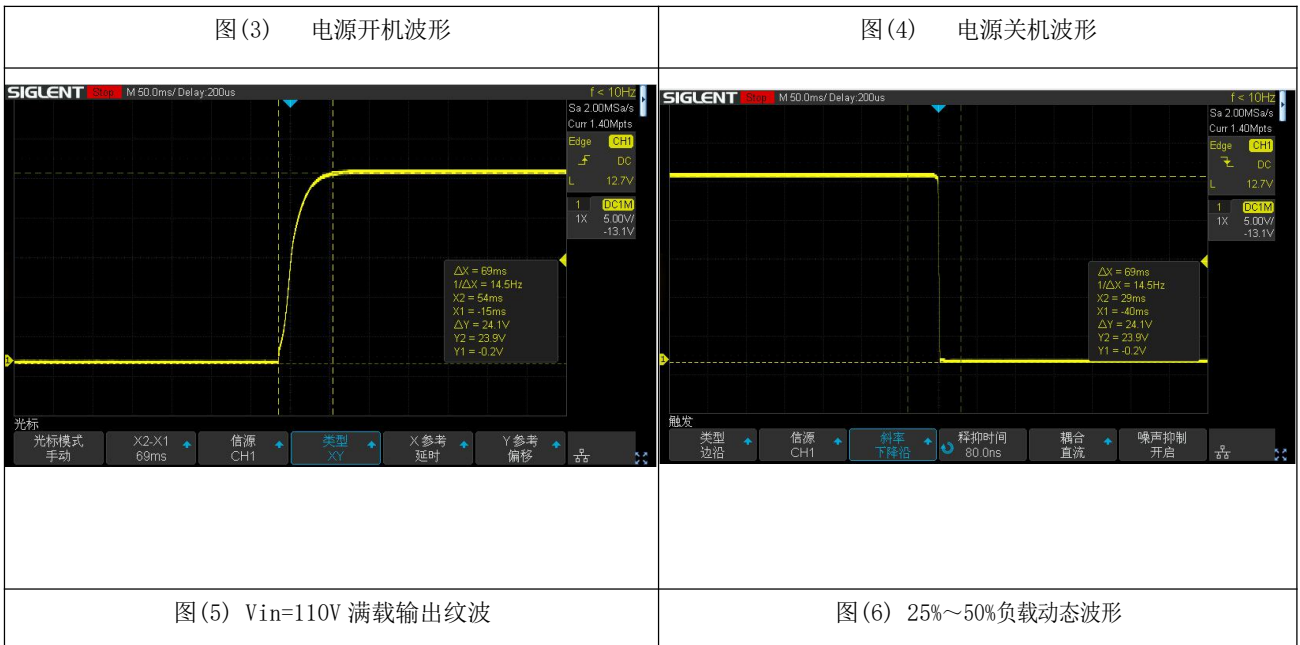 图(3) 电源开机波形
图(4) 电源关机波形
SIGLENT Stop M 50.0ms/ Delay:200us f < 10Hz
Sa 2.00MSa/s
Curr 1.40Mpts
Edge CH1
DC
L 12.7V
1 DC1M
1X 5.00V/
-13.1V
ΔX = 69ms
1/ΔX = 14.5Hz
X2 = 54ms
X1 = -15ms
ΔY = 24.1V
Y2 = 23.9V
Y1 = -0.2V
1
光标
光标模式 X2-X1 信源 类型 X 参考 Y 参考
手动 69ms CH1 XY 延时 偏移
SIGLENT Stop M 50.0ms/ Delay:200us f < 10Hz
Sa 2.00MSa/s
Curr 1.40Mpts
Edge CH1
DC
L 12.7V
1 DC1M
1X 5.00V/
-13.1V
ΔX = 69ms
1/ΔX = 14.5Hz
X2 = 29ms
X1 = -40ms
ΔY = 24.1V
Y2 = 23.9V
Y1 = -0.2V
1
触发
类型 信源 斜率 释抑时间 耦合 噪声抑制
边沿 CH1 下降沿 80.0ns 直流 开启
图(5) Vin=110V 满载输出纹波
图(6) 25%～50%负载动态波形